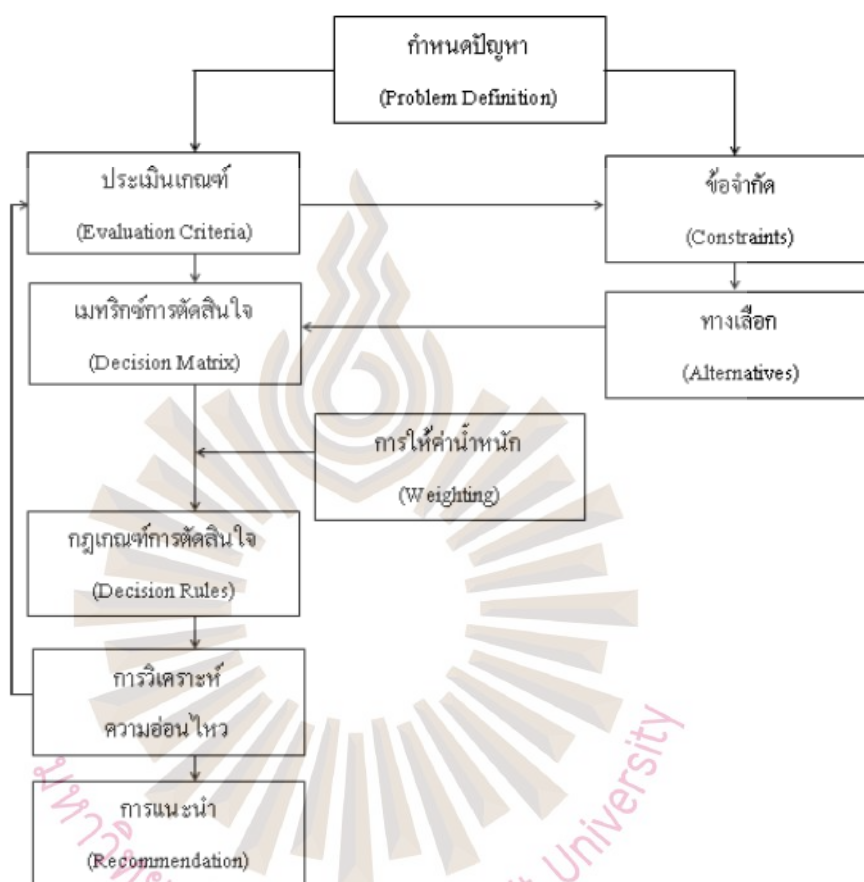 กำหนดปัญหา
(Problem Definition)
ประเมินเกณฑ์
(Evaluation Criteria)
ข้อจำกัด
(Constraints)
เมทริกซ์การตัดสินใจ
(Decision Matrix)
ทางเลือก
(Alternatives)
การให้ค่าน้ำหนัก
(Weighting)
กฎเกณฑ์การตัดสินใจ
(Decision Rules)
การวิเคราะห์
ความอ่อนไหว
การแนะนำ
(Recommendation)
University